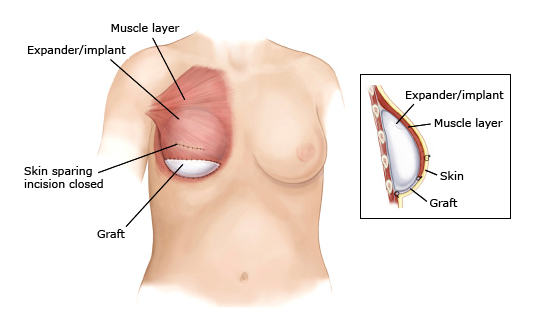 Muscle layer
Expander/implant
Skin sparing
incision closed
Graft
Expander/implant
Muscle layer
Skin
Graft